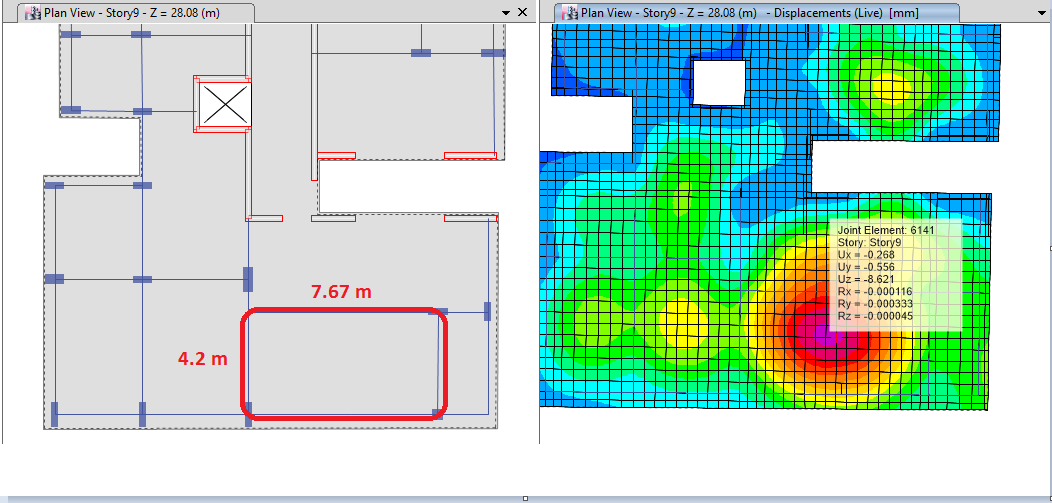 Plan View - Story9 - Z = 28.08 (m)
Plan View - Story9 - Z = 28.08 (m) - Displacements (Live) [mm]
7.67 m
4.2 m
Joint Element: 6141
Story: Story9
Ux = -0.268
Uy = -0.556
Uz = -8.621
Rx = -0.000116
Ry = -0.000333
Rz = -0.000045